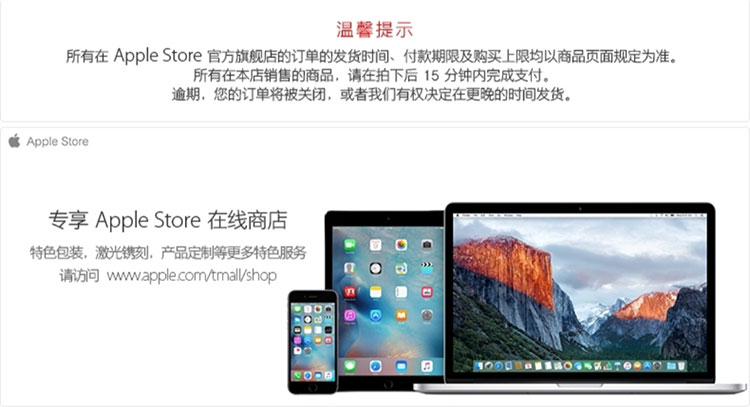 温馨提示
所有在 Apple Store 官方旗舰店的订单的发货时间、付款期限及购买上限均以商品页面规定为准。
所有在本店销售的商品，请在拍下后 15 分钟内完成支付。
逾期，您的订单将被关闭，或者我们有权决定在更晚的时间发货。
Apple Store
专享 Apple Store 在线商店
特色包装，激光镌刻，产品定制等更多特色服务
请访问 www.apple.com/tmall/shop